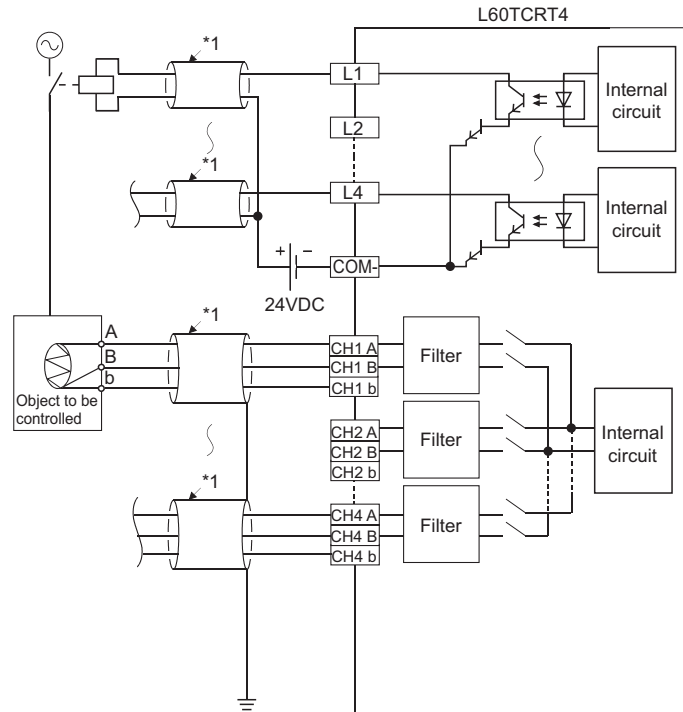 L60TCRT4
*1
L1
Internal
circuit
L2
*1
L4
Internal
circuit
+ −
COM-
24VDC
*1
A
B
b
Object to be
controlled
CH1 A
CH1 B
CH1 b
Filter
CH2 A
CH2 B
CH2 b
Filter
Internal
circuit
*1
CH4 A
CH4 B
CH4 b
Filter